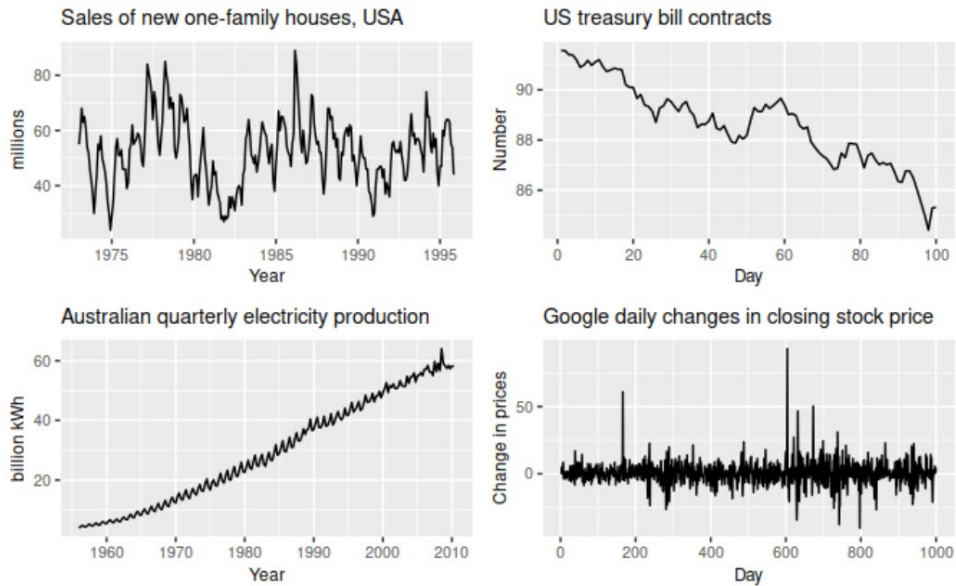 Sales of new one-family houses, USA
80
60
40
millions
1975 1980 1985 1990 1995
Year
US treasury bill contracts
90
88
86
Number
0 20 40 60 80 100
Day
Australian quarterly electricity production
60
40
20
billion kWh
1960 1970 1980 1990 2000 2010
Year
Google daily changes in closing stock price
50
0
Change in prices
0 200 400 600 800 1000
Day